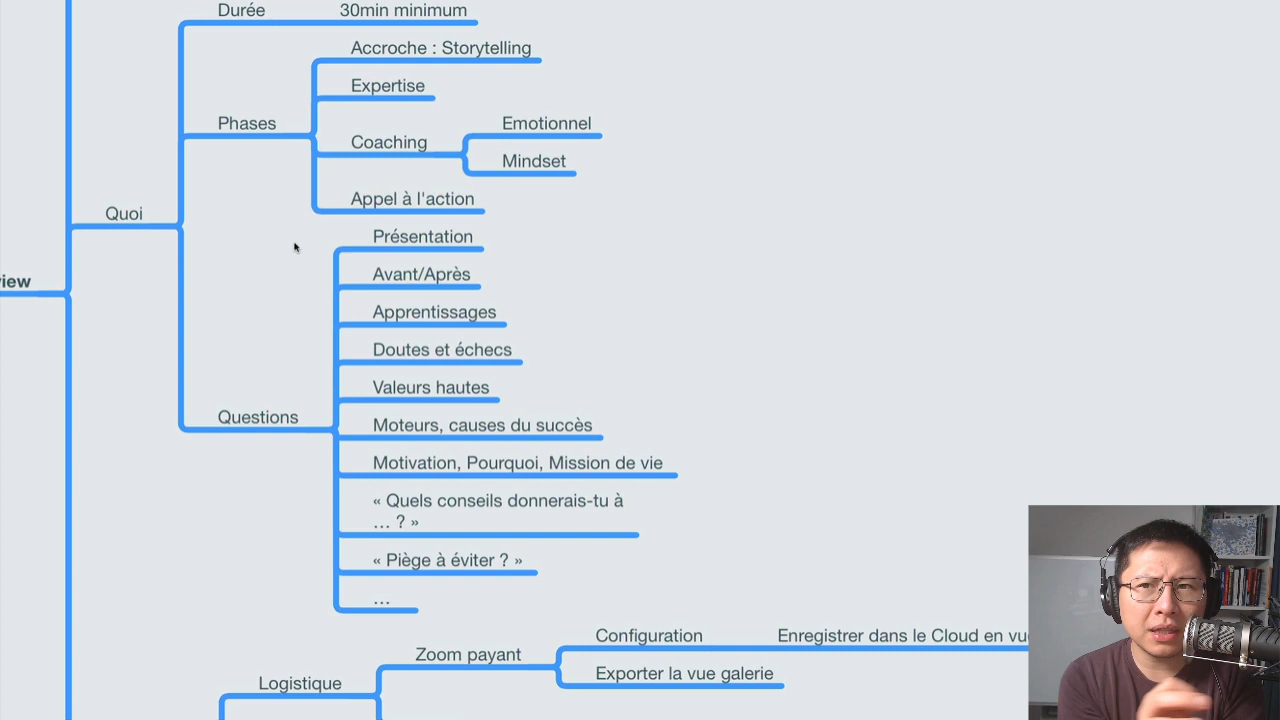 Durée
30min minimum
Accroche : Storytelling
Expertise
Phases
Emotionnel
Coaching
Mindset
Appel à l'action
Quoi
Présentation
Avant/Après
Apprentissages
Doutes et échecs
Valeurs hautes
Questions
Moteurs, causes du succès
Motivation, Pourquoi, Mission de vie
« Quels conseils donnerais-tu à
… ? »
« Piège à éviter ? »
…
Configuration
Enregistrer dans le Cloud en
Zoom payant
Exporter la vue galerie
Logistique